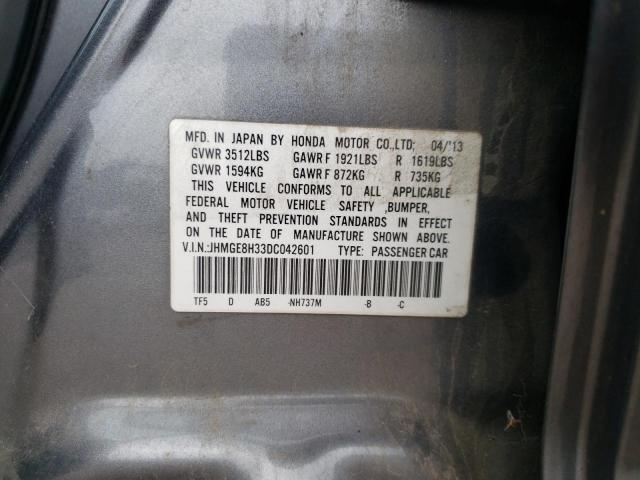 MFD. IN JAPAN BY HONDA MOTOR CO.,LTD; 04/13
GVWR 3512LBS GAWR F 1921LBS R 1619LBS
GVWR 1594KG GAWR F 872KG R 735KG
THIS VEHICLE CONFORMS TO ALL APPLICABLE
FEDERAL MOTOR VEHICLE SAFETY ,BUMPER,
AND THEFT PREVENTION STANDARDS IN EFFECT
ON THE DATE OF MANUFACTURE SHOWN ABOVE.
V.I.N.:JHMGE8H33DC042601 TYPE: PASSENGER CAR
TF5 D AB5 -NH737M -B -C